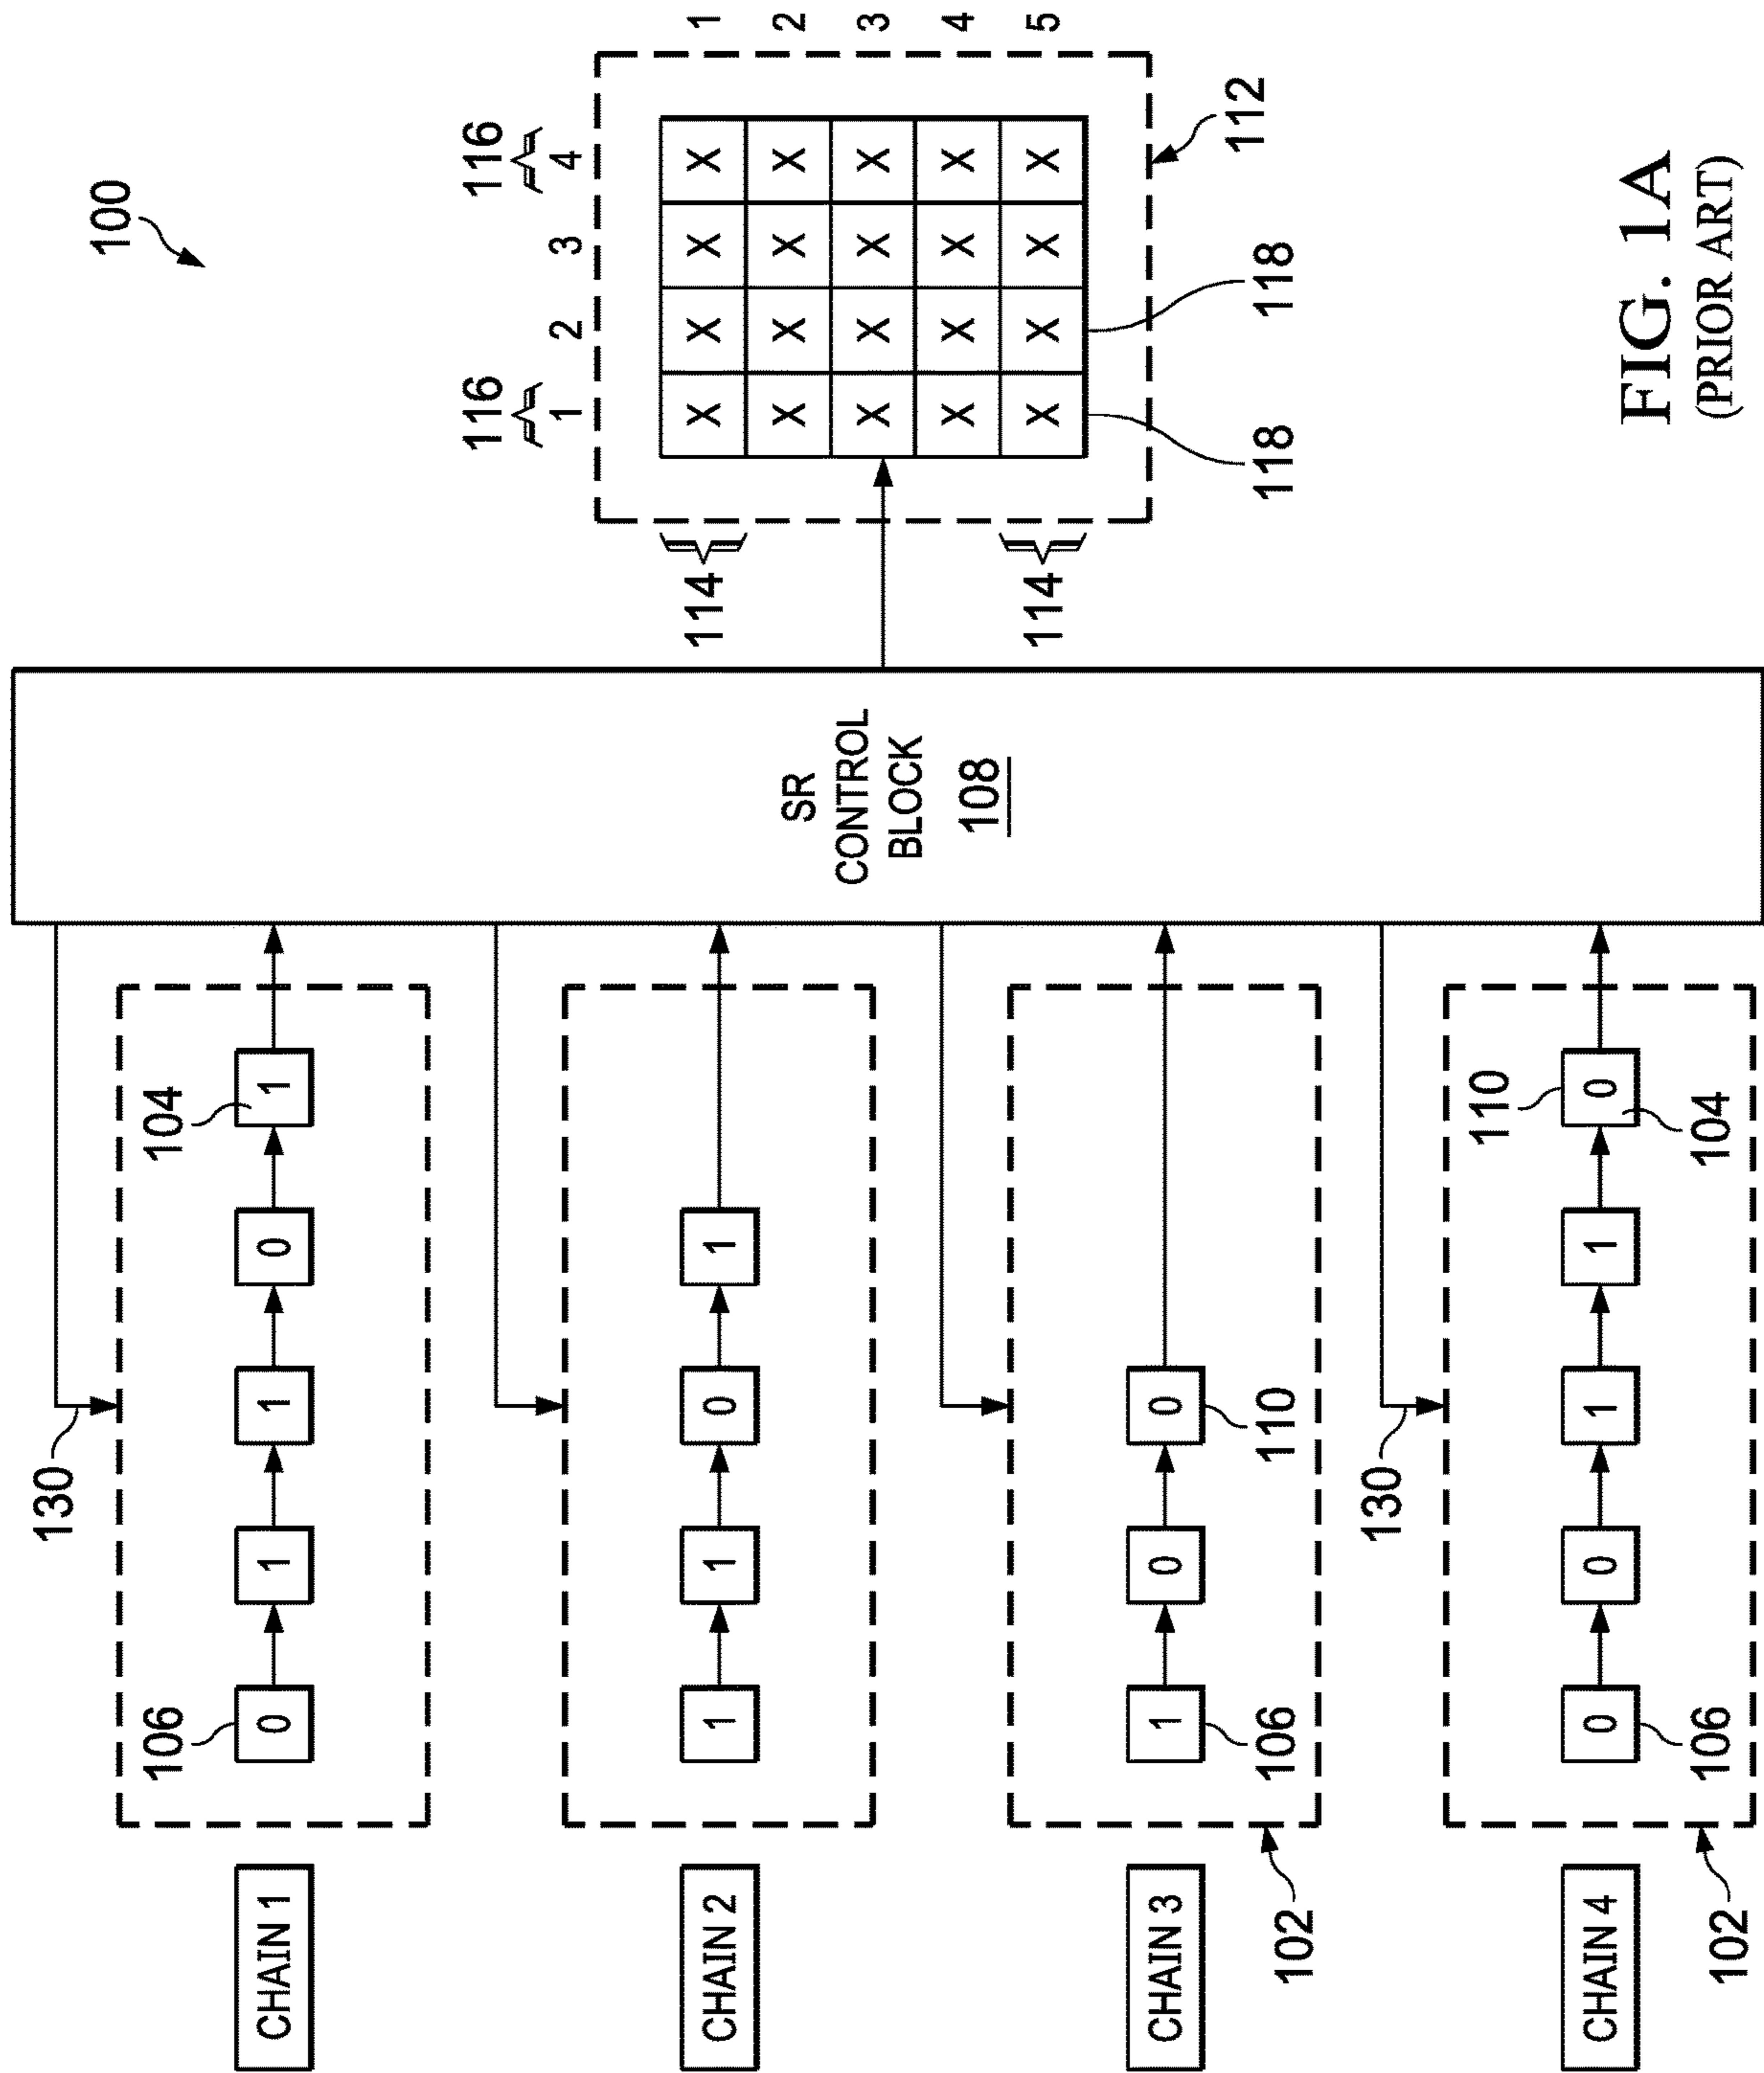 100
130
106 104
CHAIN 1 0 1 1 0 1
116 116
1 2 3 4
CHAIN 2 1 1 0 1
SR
CONTROL
BLOCK
108
114
X X X X 1
X X X X 2
X X X X 3
X X X X 4
114
X X X X 5
112
118 118
CHAIN 3 1 0 0
102 106 110
130
110
CHAIN 4 0 0 1 1 0
102 106 104
FIG. 1A
(PRIOR ART)